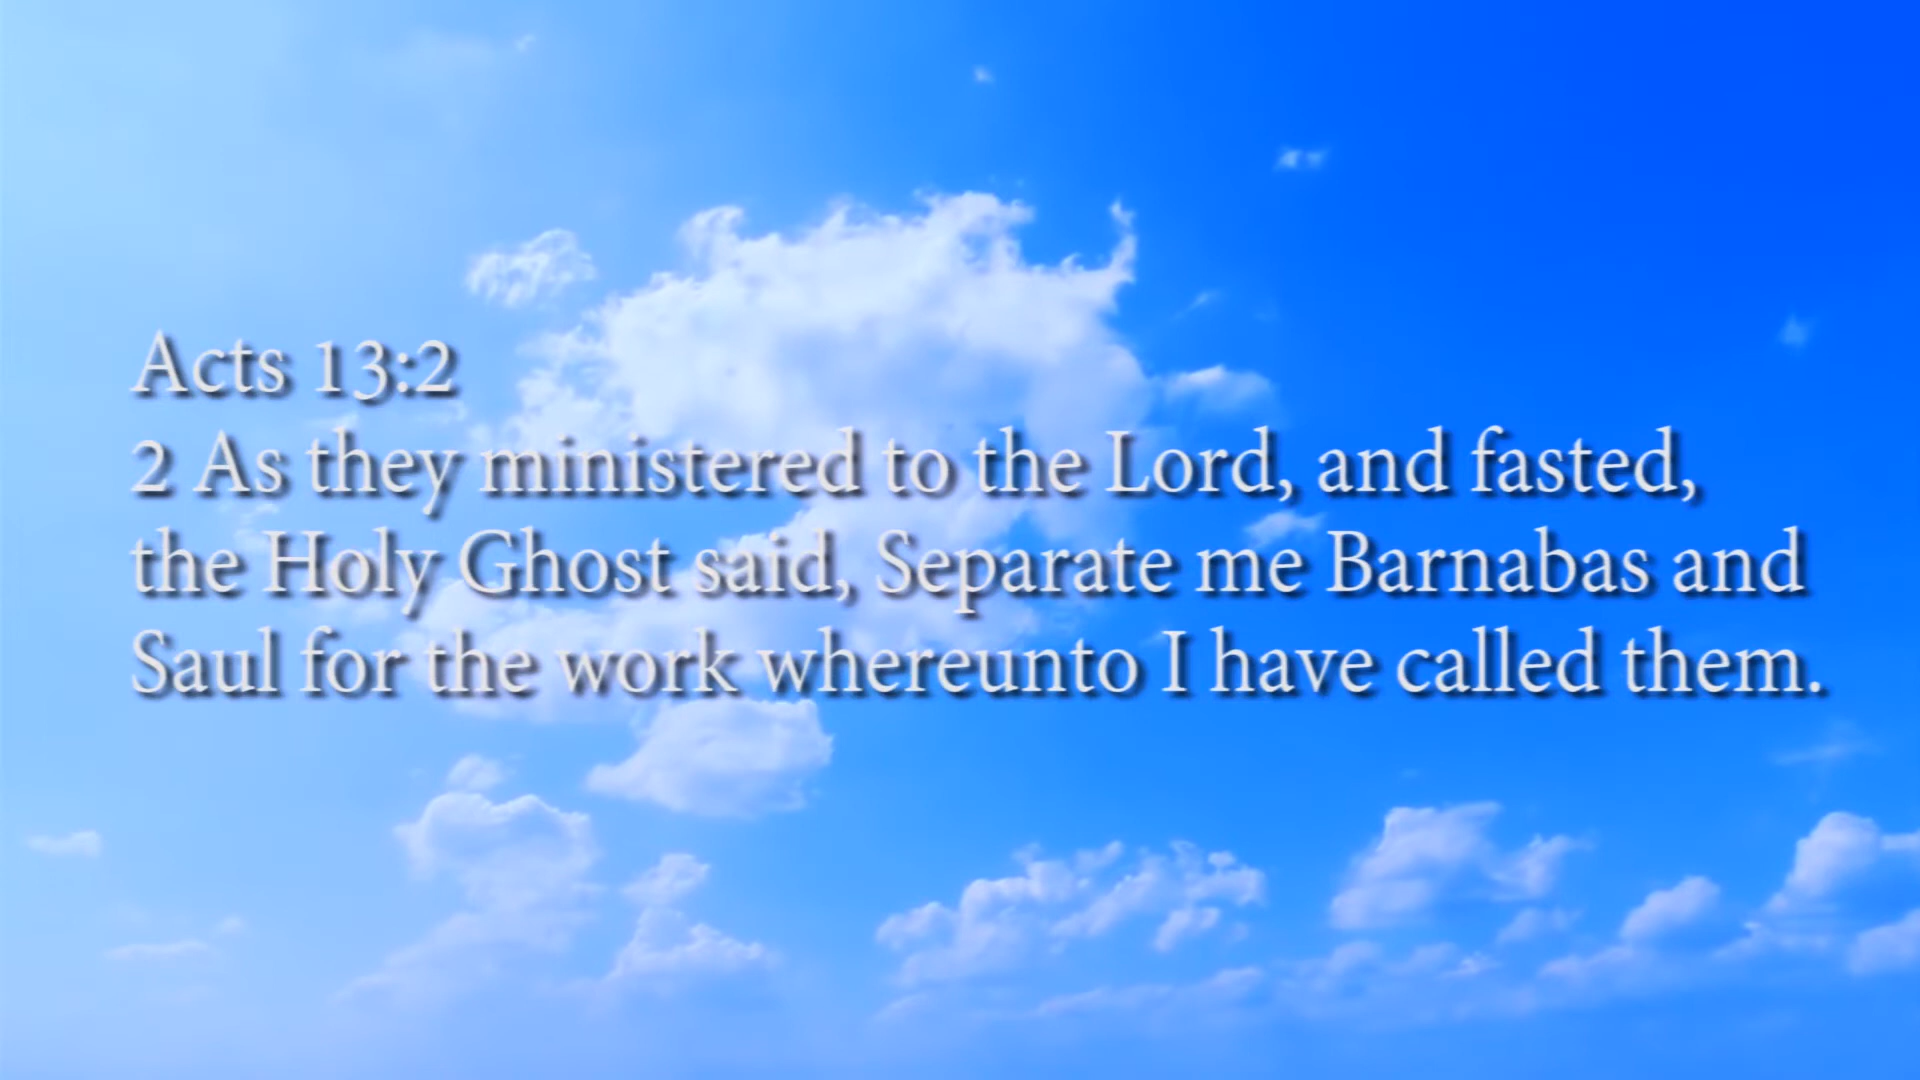 Acts 13:2
2 As they ministered to the Lord, and fasted,
the Holy Ghost said, Separate me Barnabas and
Saul for the work whereunto I have called them.